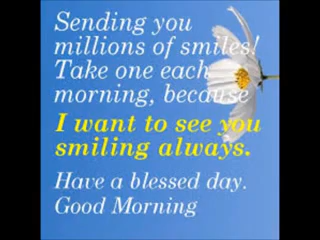 Sending you
millions of smiles!
Take one each
morning, because
I want to see you
smiling always.
Have a blessed day.
Good Morning